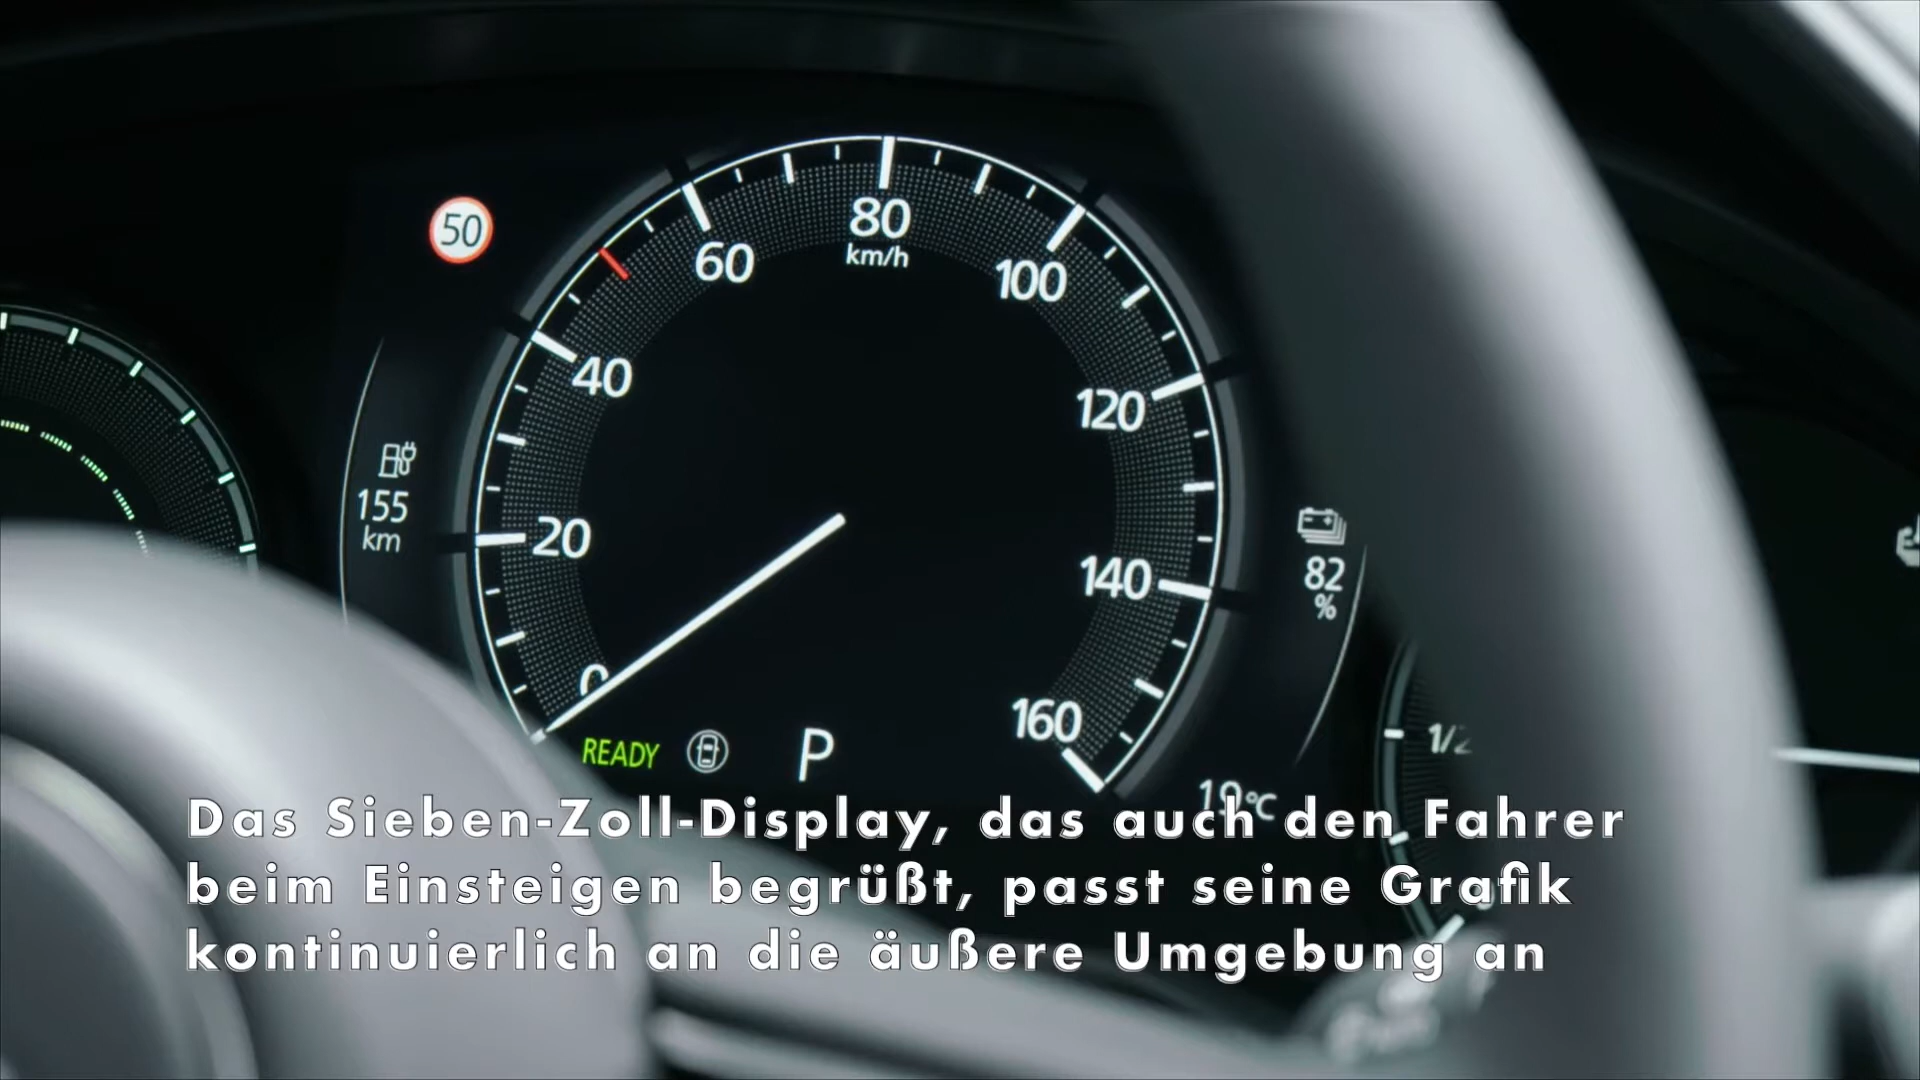 50
80
km/h
60
100
40
120
155
km
20
82
%
140
0
160
READY
P
1/2
19°C
Das Sieben-Zoll-Display, das auch den Fahrer
beim Einsteigen begrüßt, passt seine Grafik
kontinuierlich an die äußere Umgebung an